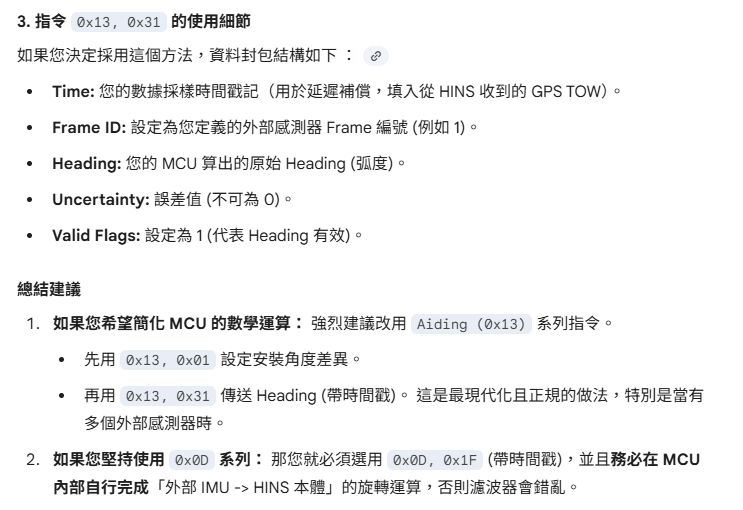 3. 指令 0x13, 0x31 的使用細節
如果您決定採用這個方法，資料封包結構如下 ：
• Time: 您的數據採樣時間戳記（用於延遲補償，填入從 HINS 收到的 GPS TOW）。
• Frame ID: 設定為您定義的外部感測器 Frame 編號 (例如 1)。
• Heading: 您的 MCU 算出的原始 Heading (弧度)。
• Uncertainty: 誤差值 (不可為 0)。
• Valid Flags: 設定為 1 (代表 Heading 有效)。
總結建議
1. 如果您希望簡化 MCU 的數學運算： 強烈建議改用 Aiding (0x13) 系列指令。
• 先用 0x13, 0x01 設定安裝角度差異。
• 再用 0x13, 0x31 傳送 Heading (帶時間戳)。 這是最現代化且正規的做法，特別是當有
多個外部感測器時。
2. 如果您堅持使用 0x0D 系列： 那您就必須選用 0x0D, 0x1F (帶時間戳)，並且務必在 MCU
內部自行完成「外部 IMU -> HINS 本體」的旋轉運算，否則濾波器會錯亂。